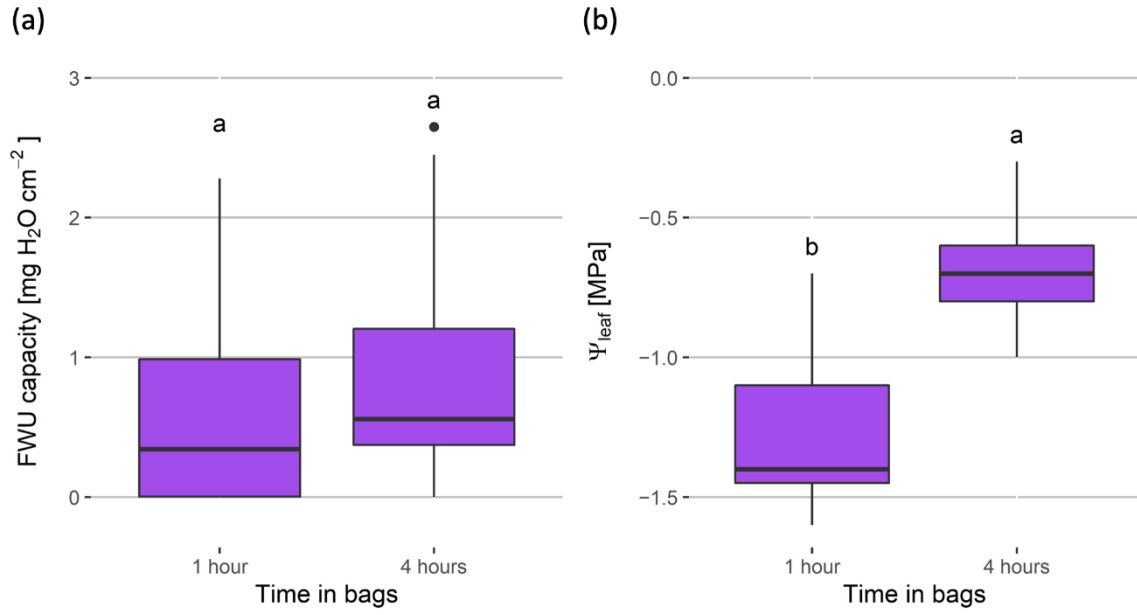 (a)
FWU capacity [mg H₂O cm⁻² ]
3
2
1
0
a
a
1 hour
4 hours
Time in bags
(b)
Ψleaf [MPa]
0.0
−0.5
−1.0
−1.5
b
a
1 hour
4 hours
Time in bags